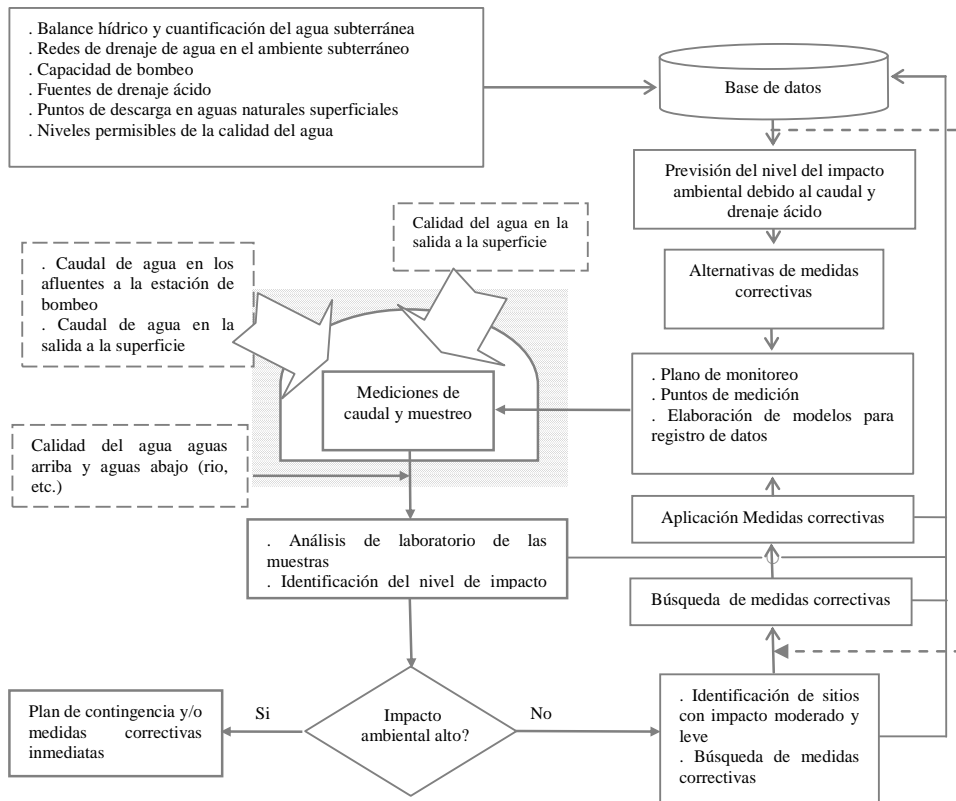 . Balance hídrico y cuantificación del agua subterránea
. Redes de drenaje de agua en el ambiente subterráneo
. Capacidad de bombeo
. Fuentes de drenaje ácido
. Puntos de descarga en aguas naturales superficiales
. Niveles permisibles de la calidad del agua
Base de datos
Previsión del nivel del impacto
ambiental debido al caudal y
drenaje ácido
Calidad del agua en la
salida a la superficie
. Caudal de agua en los
afluentes a la estación de
bombeo
. Caudal de agua en la
salida a la superficie
Alternativas de medidas
correctivas
Mediciones de
caudal y muestreo
. Plano de monitoreo
. Puntos de medición
. Elaboración de modelos para
registro de datos
Calidad del agua aguas
arriba y aguas abajo (rio,
etc.)
Aplicación Medidas correctivas
. Análisis de laboratorio de las
muestras
. Identificación del nivel de impacto
Búsqueda de medidas correctivas
Plan de contingencia y/o
medidas correctivas
inmediatas
Si
Impacto
ambiental alto?
No
. Identificación de sitios
con impacto moderado y
leve
. Búsqueda de medidas
correctivas